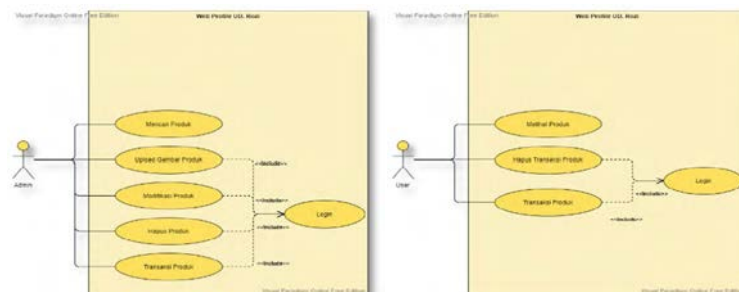 Visual Paradigm Online Free Edition
Web Profile UD. Rizal
Mencari Produk
Upload Gambar Produk
<<Include>>
Modifikasi Produk
<<Include>>
Login
Hapus Produk
<<Include>>
Transaksi Produk
<<Include>>
Admin
Visual Paradigm Online Free Edition
Visual Paradigm Online Free Edition
Web Profile UD. Rizal
Melihat Produk
Hapus Transaksi Produk
<<Include>>
Login
Transaksi Produk
<<Include>>
User
Visual Paradigm Online Free Edition